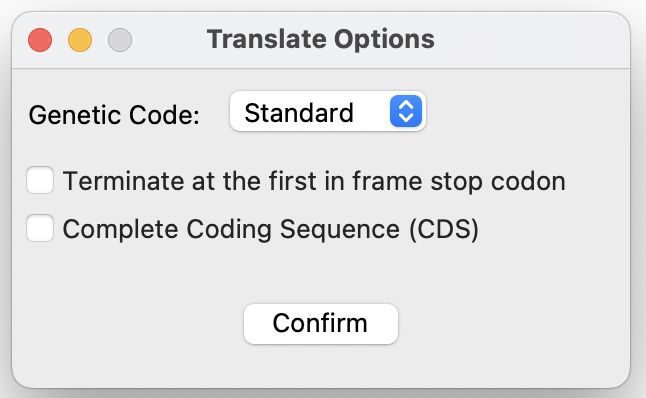 Translate Options
Genetic Code: Standard
Terminate at the first in frame stop codon
Complete Coding Sequence (CDS)
Confirm